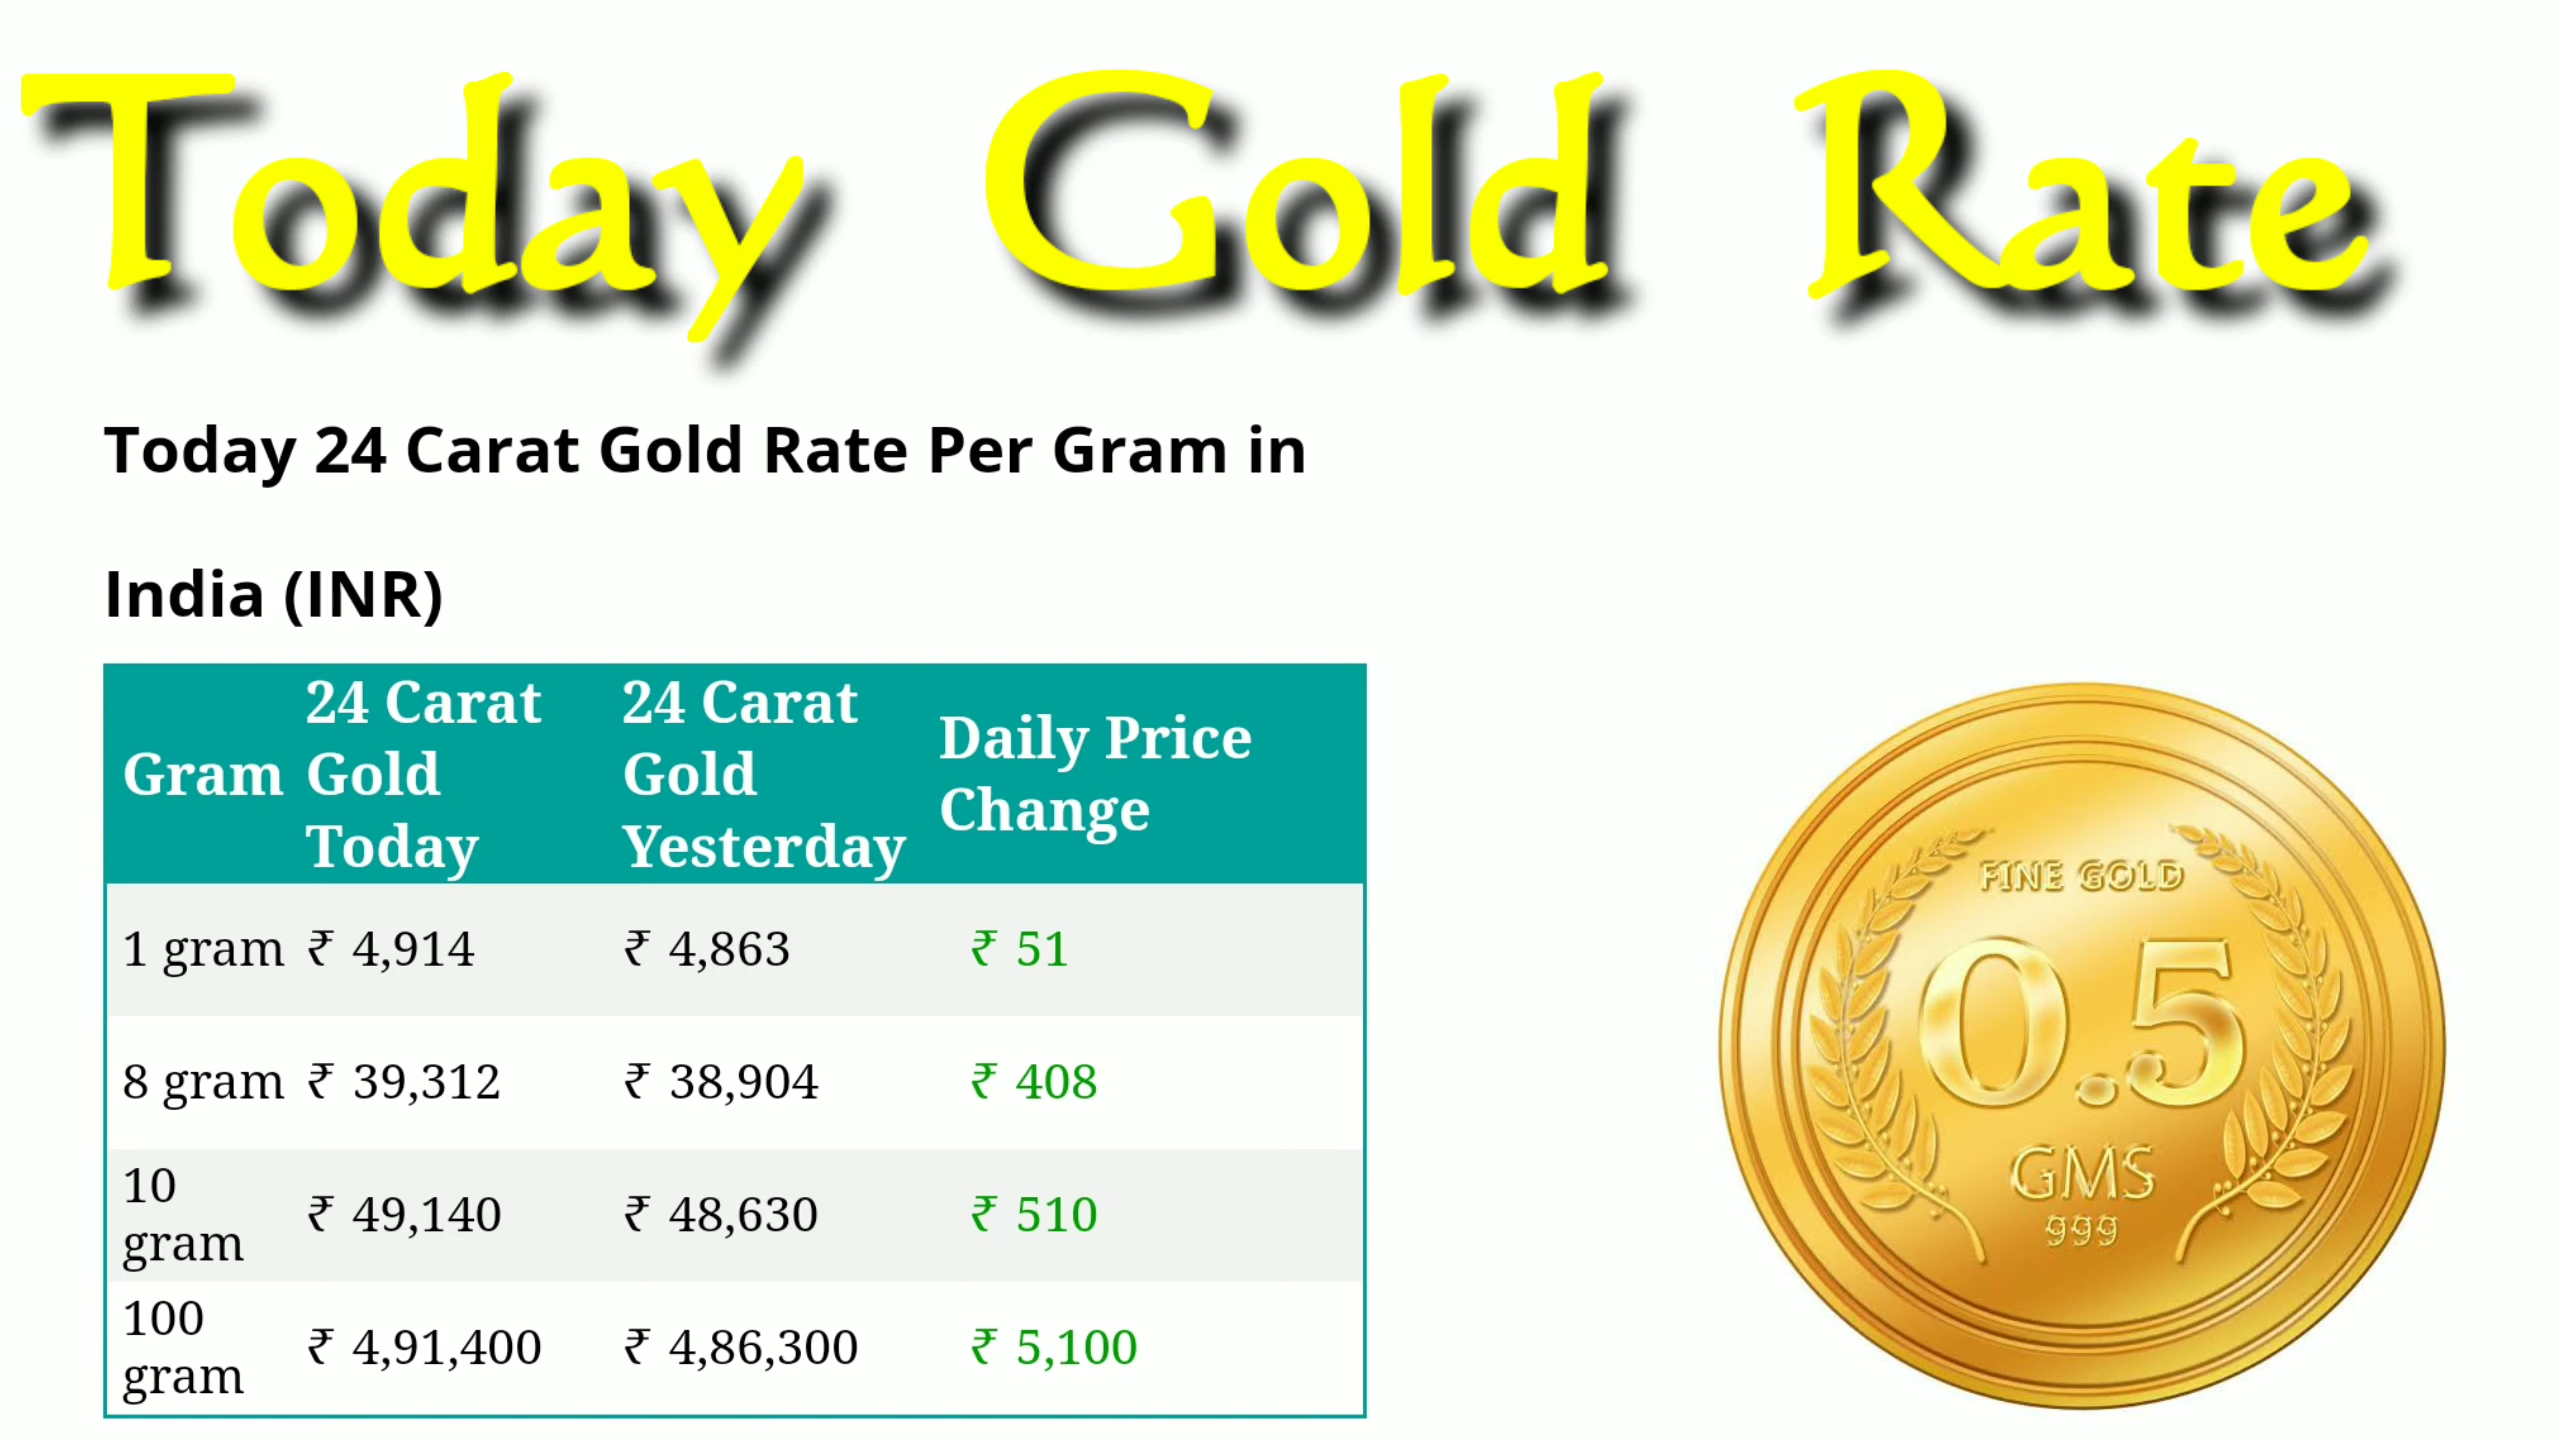 Today Gold Rate
Today 24 Carat Gold Rate Per Gram in
India (INR)
Gram
24 Carat
Gold
Today
24 Carat
Gold
Yesterday
Daily Price
Change
1 gram ₹ 4,914 ₹ 4,863 ₹ 51
8 gram ₹ 39,312 ₹ 38,904 ₹ 408
10
gram
₹ 49,140 ₹ 48,630 ₹ 510
100
gram
₹ 4,91,400 ₹ 4,86,300 ₹ 5,100
FINE GOLD
0.5
GMS
999